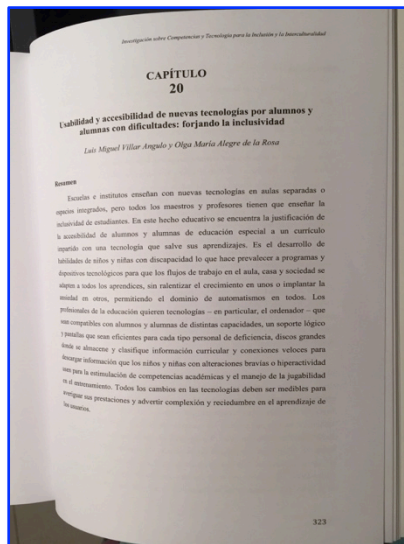 Investigación sobre Competencias y Tecnología para la Inclusión y la Interculturalidad
CAPÍTULO
20
Usabilidad y accesibilidad de nuevas tecnologías por alumnos y
alumnas con dificultades: forjando la inclusividad
Luis Miguel Villar Angulo y Olga María Alegre de la Rosa
Resumen
Escuelas e institutos enseñan con nuevas tecnologías en aulas separadas o
espacios integrados, pero todos los maestros y profesores tienen que enseñar la
inclusividad de estudiantes. En este hecho educativo se encuentra la justificación de
la accesibilidad de alumnos y alumnas de educación especial a un currículo
impartido con una tecnología que salve sus aprendizajes. Es el desarrollo de
habilidades de niños y niñas con discapacidad lo que hace prevalecer a programas y
dispositivos tecnológicos para que los flujos de trabajo en el aula, casa y sociedad se
adapten a todos los aprendices, sin ralentizar el crecimiento en unos o implantar la
ansiedad en otros, permitiendo el dominio de automatismos en todos. Los
profesionales de la educación quieren tecnologías – en particular, el ordenador – que
sean compatibles con alumnos y alumnas de distintas capacidades, un soporte lógico
y pantallas que sean eficientes para cada tipo personal de deficiencia, discos grandes
donde se almacene y clasifique información curricular y conexiones veloces para
descargar información que los niños y niñas con alteraciones bravías o hiperactividad
usen para la estimulación de competencias académicas y el manejo de la jugabilidad
en el entrenamiento. Todos los cambios en las tecnologías deben ser medibles para
averiguar sus prestaciones y advertir complexión y reciedumbre en el aprendizaje de
los usuarios.
323